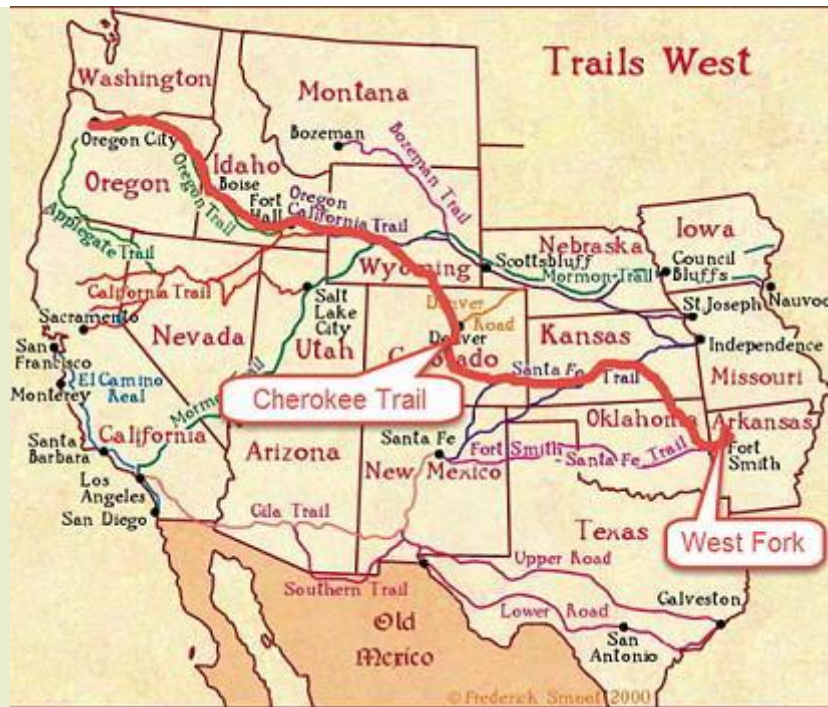 Trails West
Washington
Montana
Oregon City
Bozeman
Bozeman Trail
Idaho
Oregon
Boise
Oregon Trail
Fort
Hall
Oregon
California Trail
Iowa
Nebraska
Council
Bluffs
Applegate Trail
Wyoming
Scottsbluff
Mormon Trail
Nauvoo
California Trail
Salt
Lake
City
Denver
Road
Denver
St. Joseph
Sacramento
Nevada
Utah
Colorado
Kansas
Independence
San
Francisco
Santa Fe
Trail
Missouri
Monterey
El Camino
Real
Mormon Trail
Cherokee Trail
California
Oklahoma
Arkansas
Santa
Barbara
Arizona
Santa Fe
Fort Smith
Santa Fe Trail
Fort
Smith
New
Mexico
Los
Angeles
San Diego
Gila Trail
Texas
West Fork
Upper Road
Southern Trail
Lower Road
Galveston
Old
Mexico
San
Antonio
© Frederick Smoot 2000